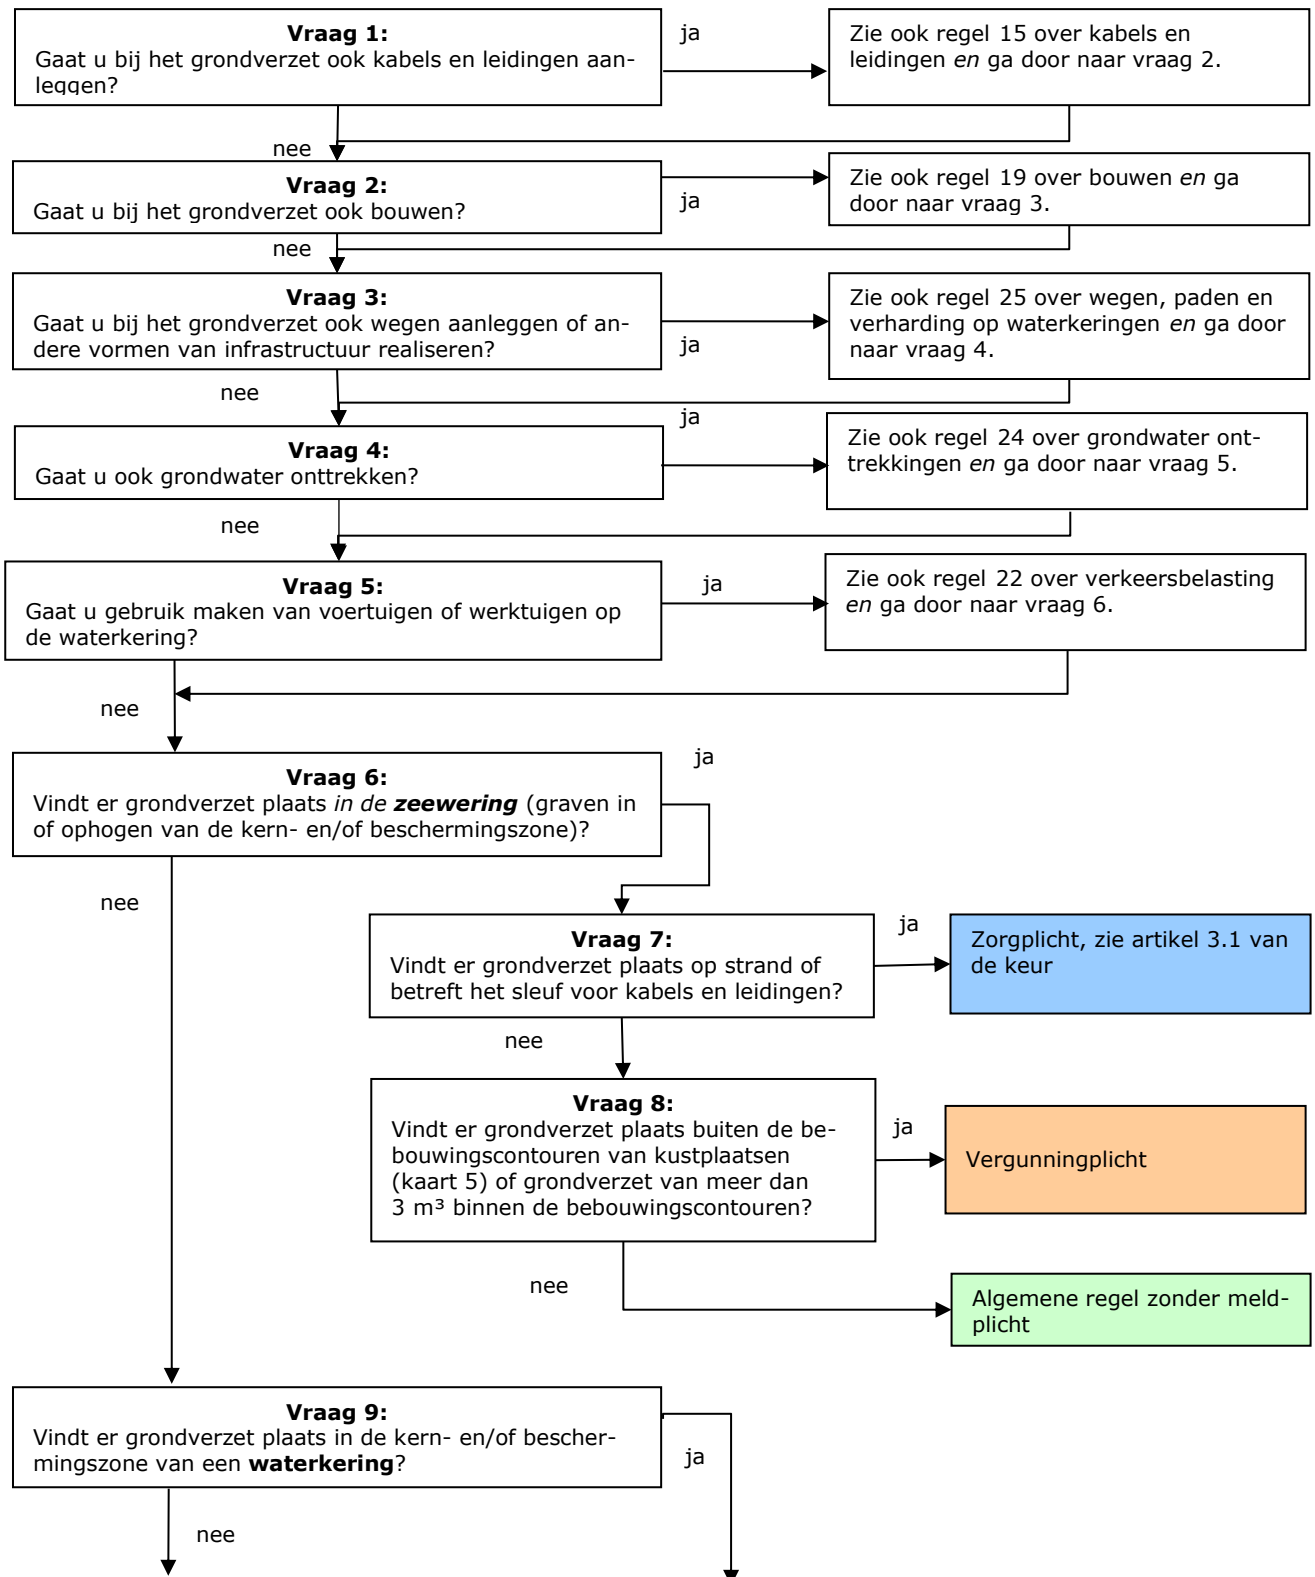 Vraag 1:
Gaat u bij het grondverzet ook kabels en leidingen aan-
leggen?
ja
Zie ook regel 15 over kabels en
leidingen en ga door naar vraag 2.
nee
Vraag 2:
Gaat u bij het grondverzet ook bouwen?
ja
Zie ook regel 19 over bouwen en ga
door naar vraag 3.
nee
Vraag 3:
Gaat u bij het grondverzet ook wegen aanleggen of an-
dere vormen van infrastructuur realiseren?
ja
Zie ook regel 25 over wegen, paden en
verharding op waterkeringen en ga door
naar vraag 4.
nee
Vraag 4:
Gaat u ook grondwater onttrekken?
ja
Zie ook regel 24 over grondwater ont-
trekkingen en ga door naar vraag 5.
nee
Vraag 5:
Gaat u gebruik maken van voertuigen of werktuigen op
de waterkering?
ja
Zie ook regel 22 over verkeersbelasting
en ga door naar vraag 6.
nee
Vraag 6:
Vindt er grondverzet plaats in de zeewering (graven in
of ophogen van de kern- en/of beschermingszone)?
ja
nee
Vraag 7:
Vindt er grondverzet plaats op strand of
betreft het sleuf voor kabels en leidingen?
ja
Zorgplicht, zie artikel 3.1 van
de keur
nee
Vraag 8:
Vindt er grondverzet plaats buiten de be-
bouwingscontouren van kustplaatsen
(kaart 5) of grondverzet van meer dan
3 m³ binnen de bebouwingscontouren?
ja
Vergunningplicht
nee
Algemene regel zonder meld-
plicht
Vraag 9:
Vindt er grondverzet plaats in de kern- en/of bescher-
mingszone van een waterkering?
ja
nee